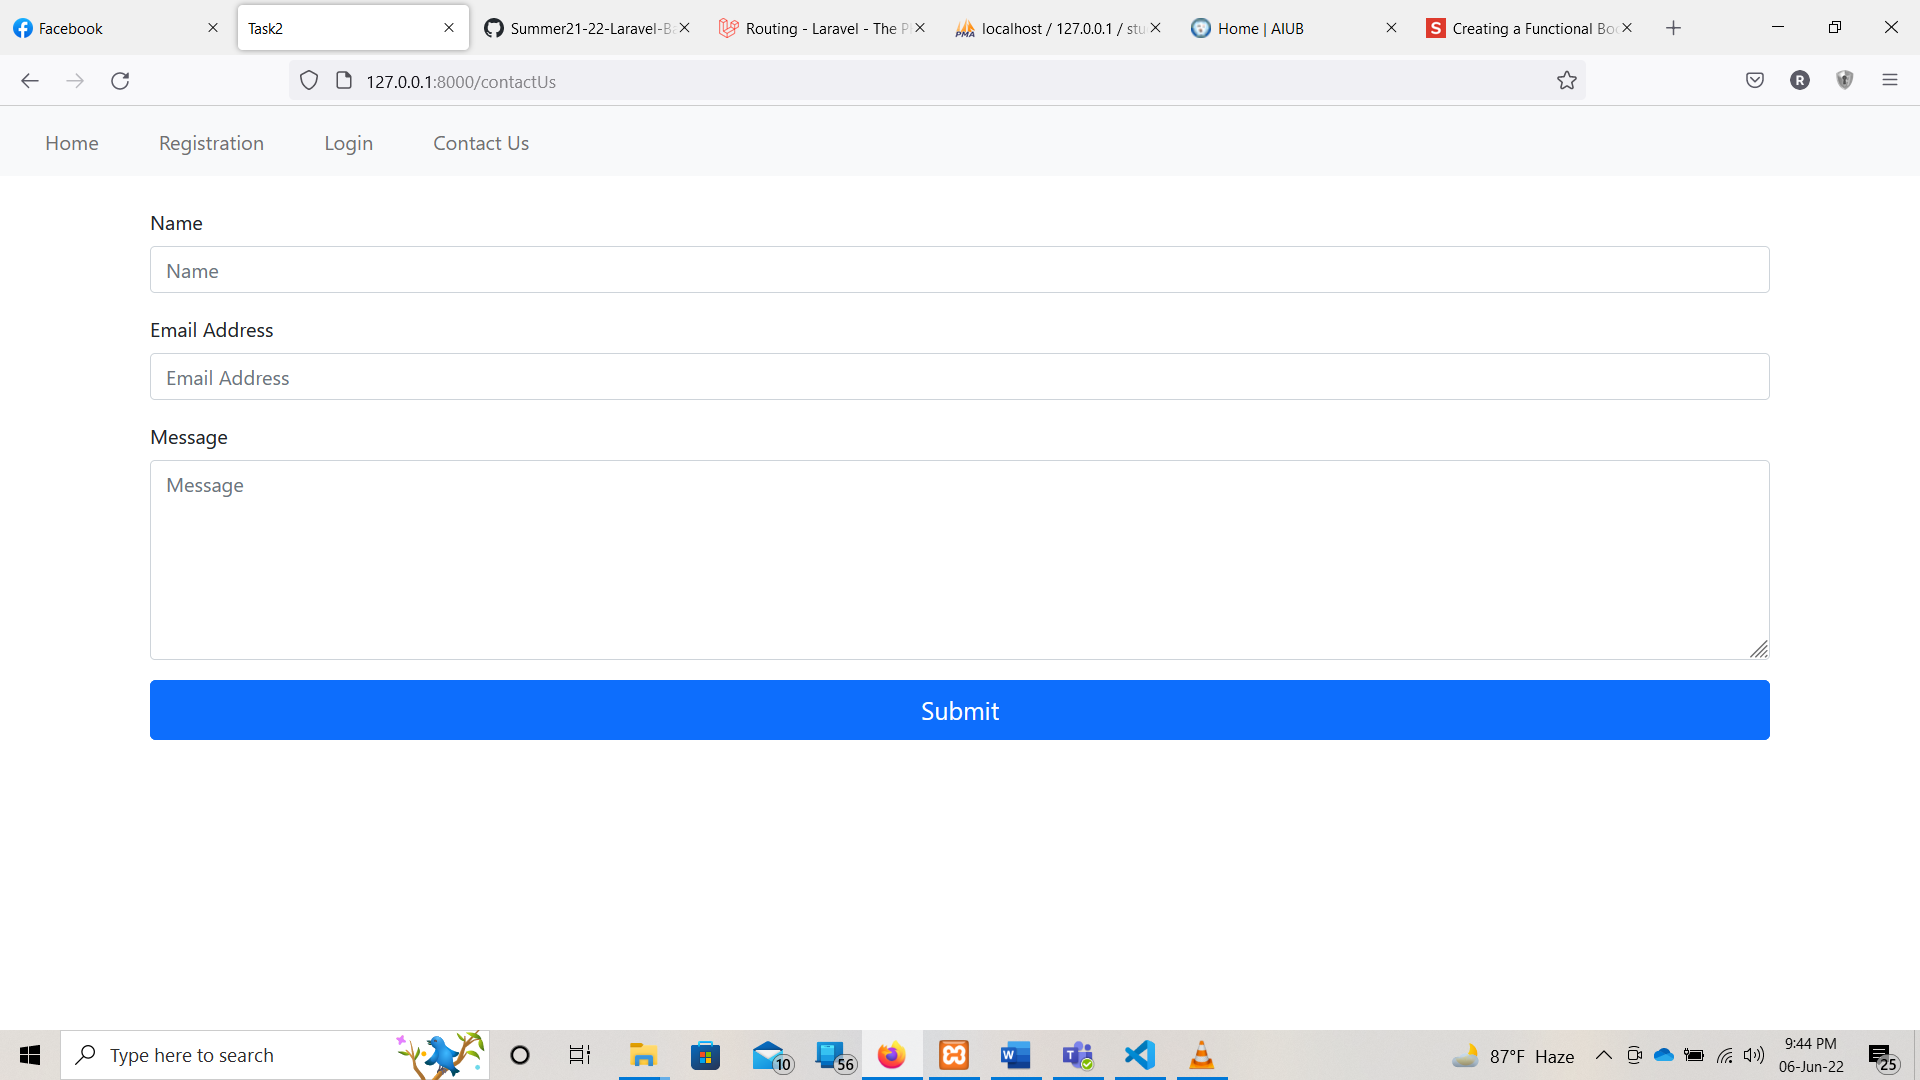 Facebook
Task2
Summer21-22-Laravel-Ba
Routing - Laravel - The P
localhost / 127.0.0.1 / stu
Home | AIUB
Creating a Functional Boo
127.0.0.1:8000/contactUs
R
Home
Registration
Login
Contact Us
Name
Name
Email Address
Email Address
Message
Message
Submit
Type here to search
10
56
87°F Haze
9:44 PM
06-Jun-22
25